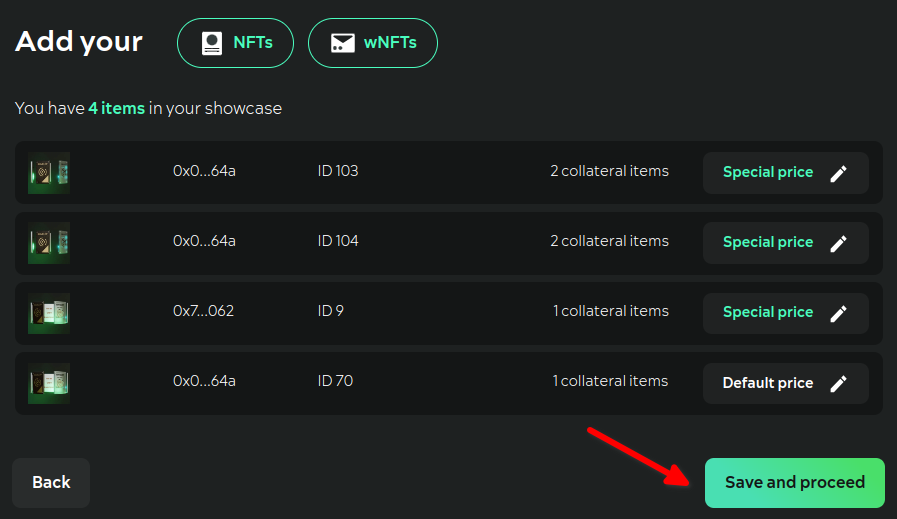 Add your NFTs wNFTs
You have 4 items in your showcase
0x0...64a ID 103 2 collateral items Special price
0x0...64a ID 104 2 collateral items Special price
0x7...062 ID 9 1 collateral items Special price
0x0...64a ID 70 1 collateral items Default price
Back Save and proceed